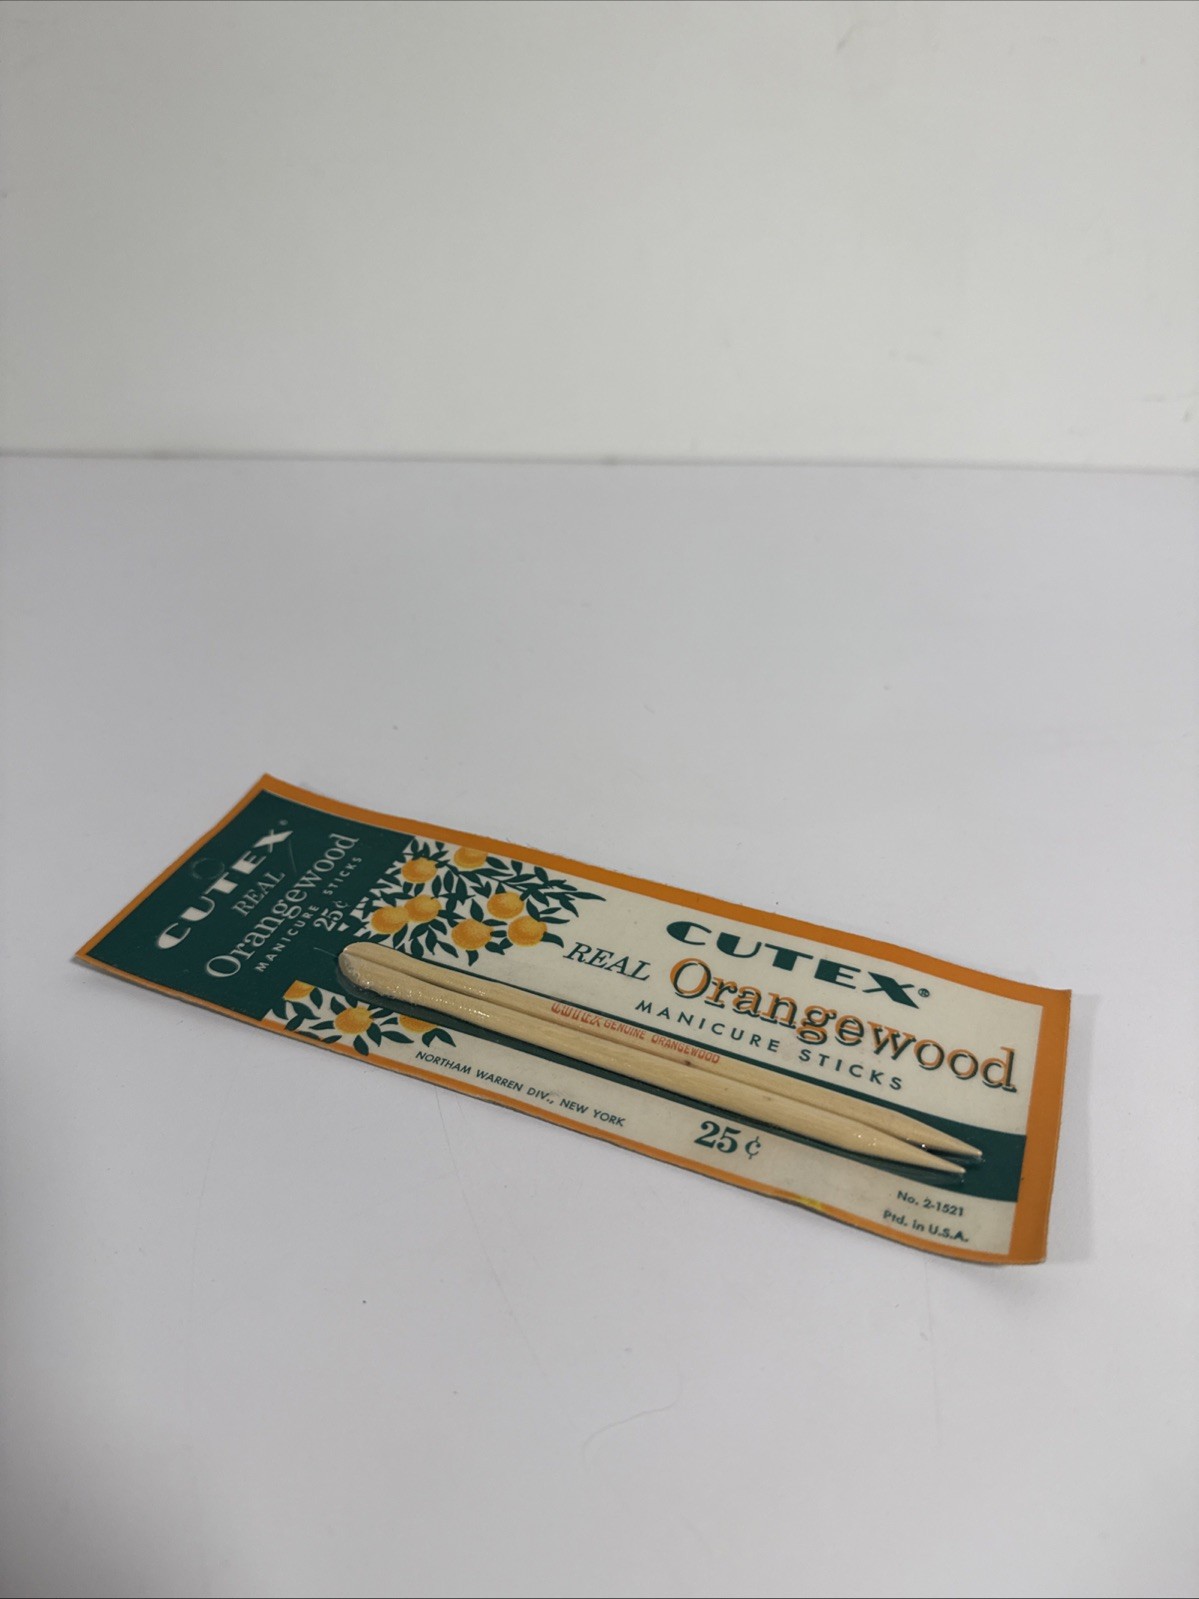 CUTEX®
REAL
Orangewood
MANICURE STICKS
25¢
CUTEX®
REAL Orangewood
MANICURE STICKS
GENUINE ORANGEWOOD
NORTHAM WARREN DIV., NEW YORK
25¢
No. 2-1521
Ptd. in U.S.A.